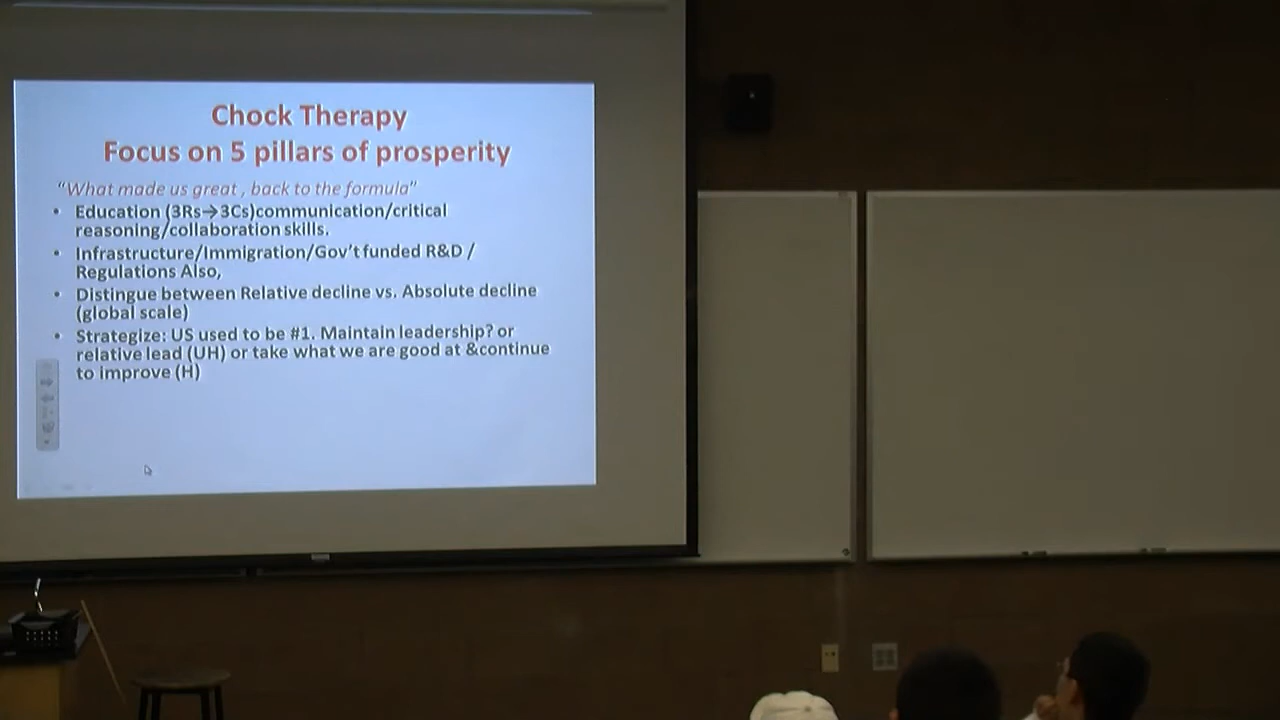 Chock Therapy
Focus on 5 pillars of prosperity
"What made us great , back to the formula"
• Education (3Rs→3Cs)communication/critical
reasoning/collaboration skills.
• Infrastructure/Immigration/Gov't funded R&D /
Regulations Also,
• Distingue between Relative decline vs. Absolute decline
(global scale)
• Strategize: US used to be #1. Maintain leadership? or
relative lead (UH) or take what we are good at &continue
to improve (H)